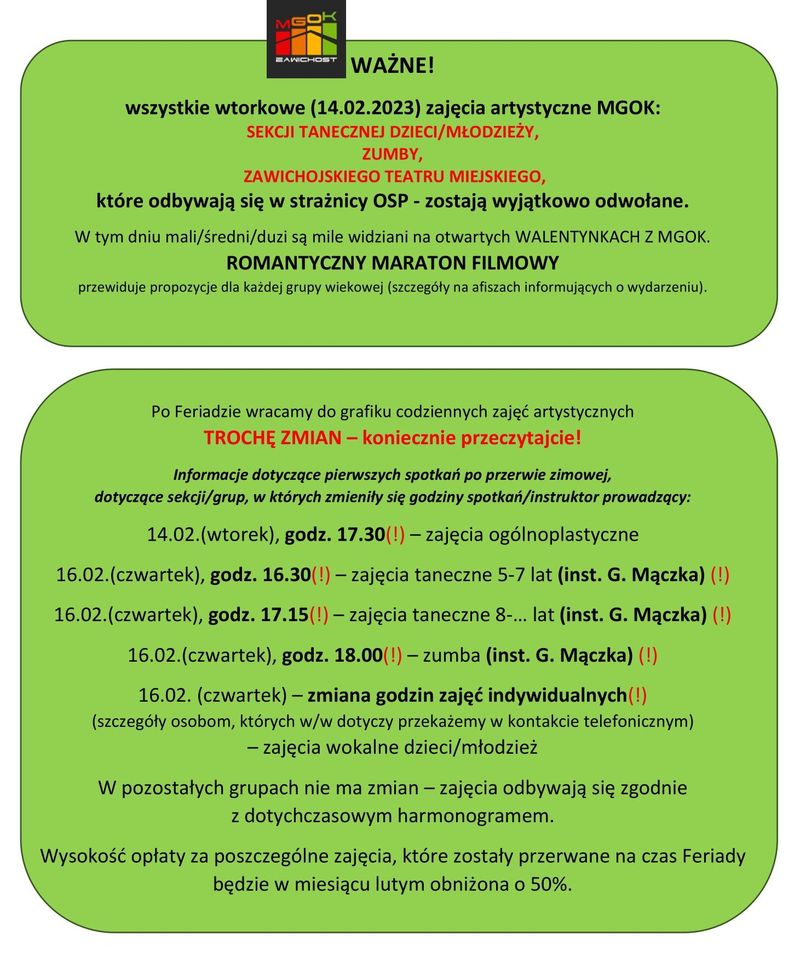 MGOK
ZAWICHOST
WAŻNE!
wszystkie wtorkowe (14.02.2023) zajęcia artystyczne MGOK:
SEKCJI TANECZNEJ DZIECI/MŁODZIEŻY,
ZUMBY,
ZAWICHOJSKIEGO TEATRU MIEJSKIEGO,
które odbywają się w strażnicy OSP - zostają wyjątkowo odwołane.
W tym dniu mali/średni/duzi są mile widziani na otwartych WALENTYNKACH Z MGOK.
ROMANTYCZNY MARATON FILMOWY
przewiduje propozycje dla każdej grupy wiekowej (szczegóły na afiszach informujących o wydarzeniu).
Po Feriadzie wracamy do grafiku codziennych zajęć artystycznych
TROCHĘ ZMIAN – koniecznie przeczytajcie!
Informacje dotyczące pierwszych spotkań po przerwie zimowej,
dotyczące sekcji/grup, w których zmieniły się godziny spotkań/instruktor prowadzący:
14.02.(wtorek), godz. 17.30(!) – zajęcia ogólnoplastyczne
16.02.(czwartek), godz. 16.30(!) – zajęcia taneczne 5-7 lat (inst. G. Mączka) (!)
16.02.(czwartek), godz. 17.15(!) – zajęcia taneczne 8-... lat (inst. G. Mączka) (!)
16.02.(czwartek), godz. 18.00(!) – zumba (inst. G. Mączka) (!)
16.02. (czwartek) – zmiana godzin zajęć indywidualnych(!)
(szczegóły osobom, których w/w dotyczy przekażemy w kontakcie telefonicznym)
– zajęcia wokalne dzieci/młodzież
W pozostałych grupach nie ma zmian – zajęcia odbywają się zgodnie
z dotychczasowym harmonogramem.
Wysokość opłaty za poszczególne zajęcia, które zostały przerwane na czas Feriady
będzie w miesiącu lutym obniżona o 50%.